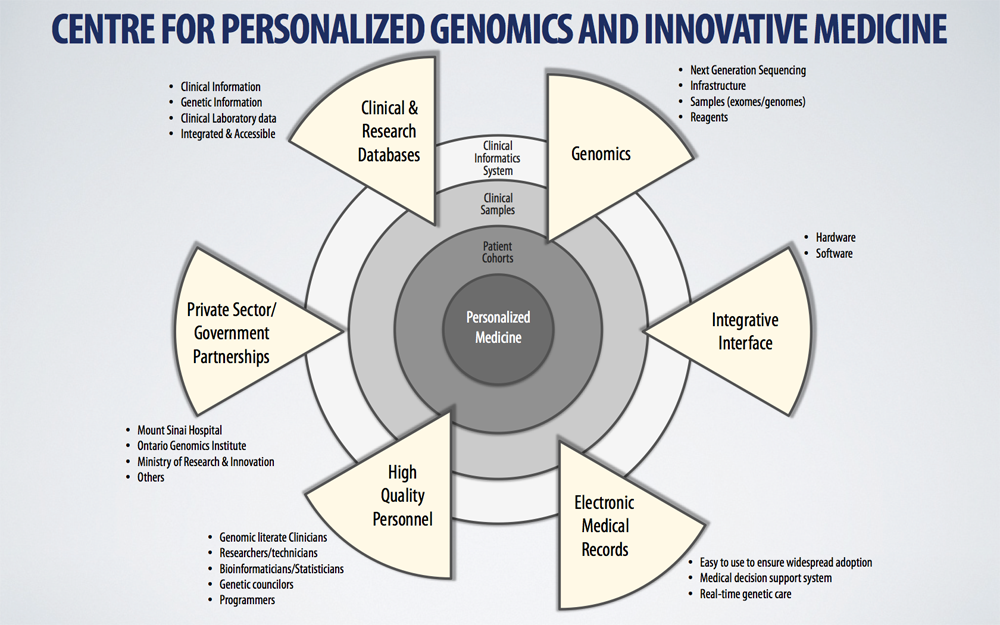 CENTRE FOR PERSONALIZED GENOMICS AND INNOVATIVE MEDICINE
• Clinical Information
• Genetic Information
• Clinical Laboratory data
• Integrated & Accessible
Clinical &
Research
Databases
Clinical
Informatics
System
Clinical
Samples
Patient
Cohorts
Personalized
Medicine
Genomics
• Next Generation Sequencing
• Infrastructure
• Samples (exomes/genomes)
• Reagents
• Hardware
• Software
Integrative
Interface
Private Sector/
Government
Partnerships
• Mount Sinai Hospital
• Ontario Genomics Institute
• Ministry of Research & Innovation
• Others
High
Quality
Personnel
• Genomic literate Clinicians
• Researchers/technicians
• Bioinformaticians/Statisticians
• Genetic councilors
• Programmers
Electronic
Medical
Records
• Easy to use to ensure widespread adoption
• Medical decision support system
• Real-time genetic care